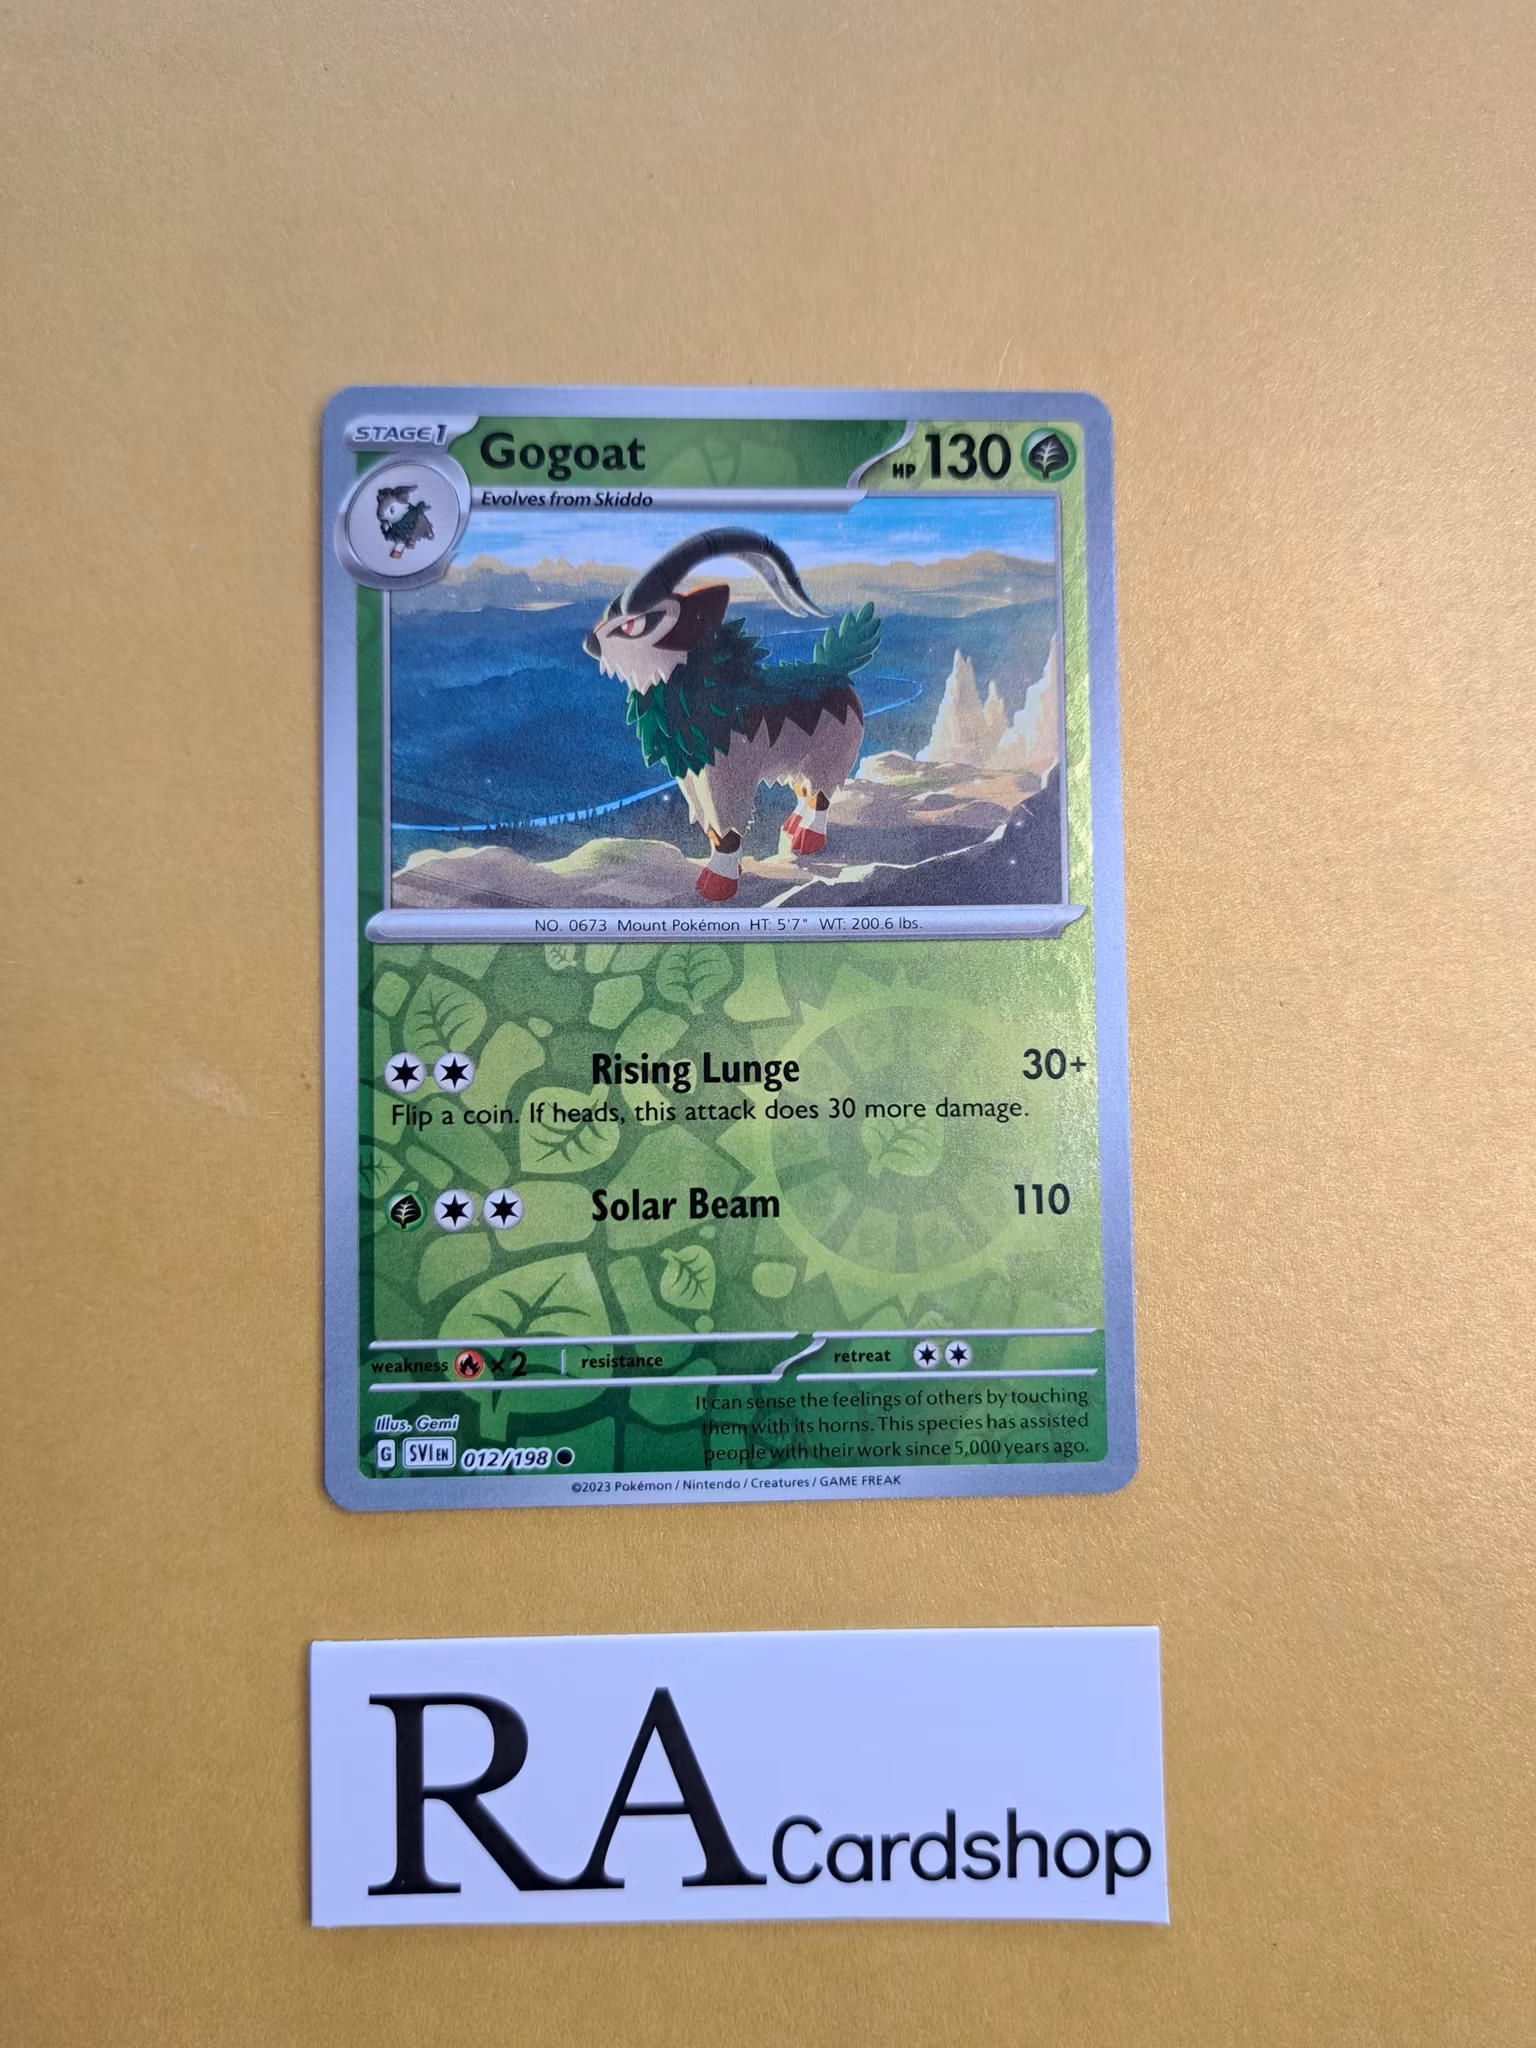 STAGE 1
Gogoat
HP 130
Evolves from Skiddo
NO. 0673 Mount Pokémon HT: 5'7" WT: 200.6 lbs.
Rising Lunge 30+
Flip a coin. If heads, this attack does 30 more damage.
Solar Beam 110
weakness ×2 resistance retreat
It can sense the feelings of others by touching
them with its horns. This species has assisted
people with their work since 5,000 years ago.
Illus. Gemi
G SVI EN 012/198
©2023 Pokémon / Nintendo / Creatures / GAME FREAK
RA Cardshop